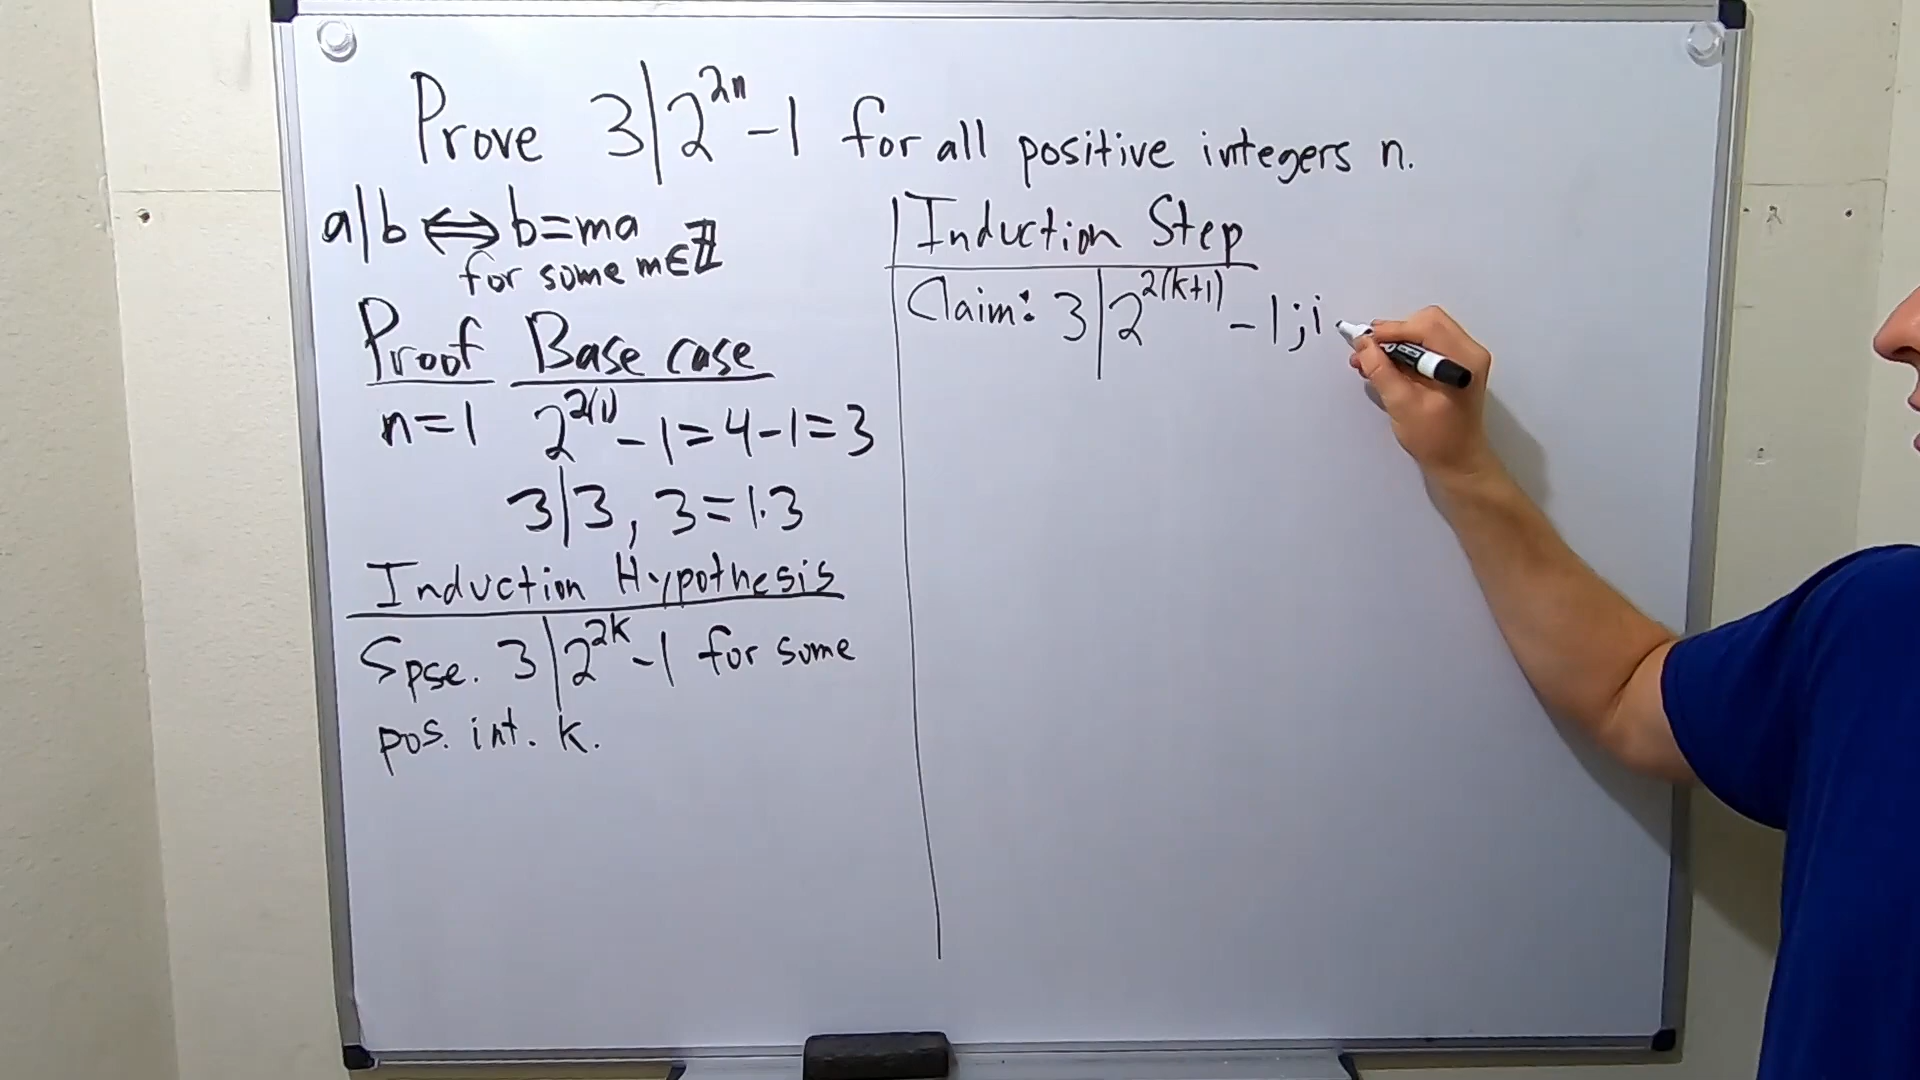 Prove 3|2^{2n}-1 for all positive integers n.
a|b ⟺ b=ma
for some m∈ℤ
Proof Base case
n=1 2^{2(1)}-1=4-1=3
3|3, 3=1·3
Induction Hypothesis
Spse. 3|2^{2k}-1 for some
pos. int. k.
Induction Step
Claim: 3|2^{2(k+1)}-1;i